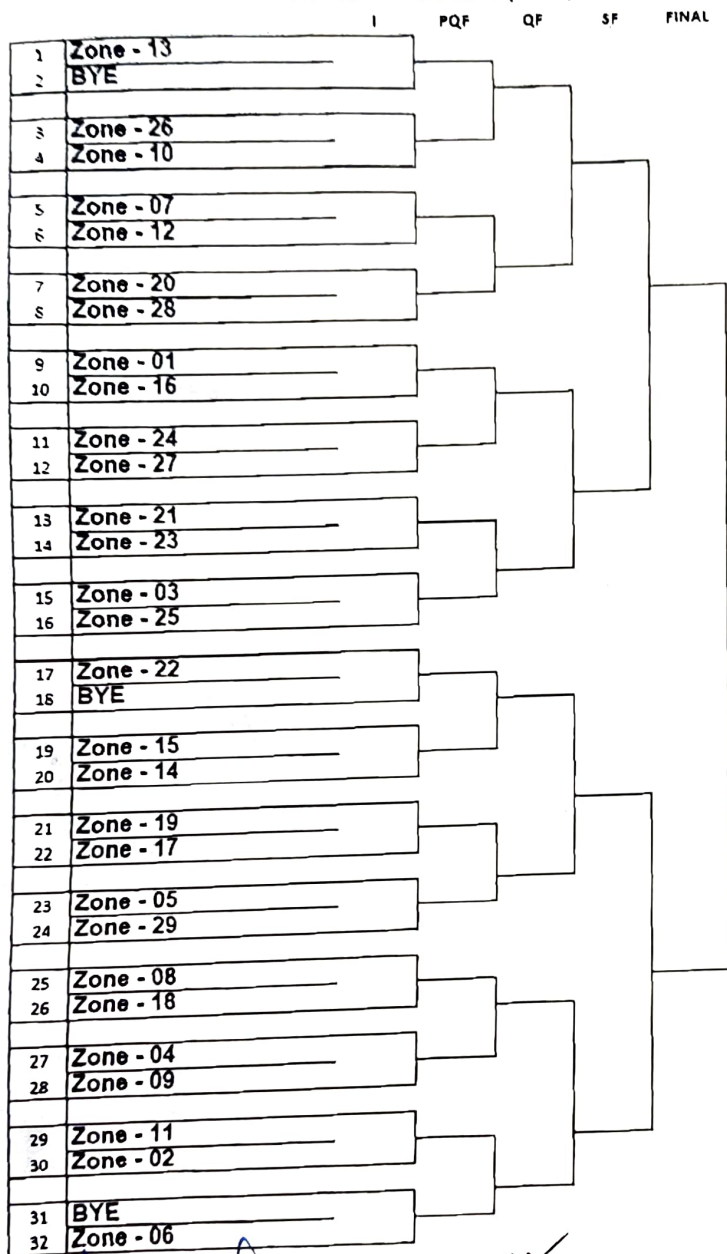 I PQF QF SF FINAL
1 Zone - 13
2 BYE
3 Zone - 26
4 Zone - 10
5 Zone - 07
6 Zone - 12
7 Zone - 20
8 Zone - 28
9 Zone - 01
10 Zone - 16
11 Zone - 24
12 Zone - 27
13 Zone - 21
14 Zone - 23
15 Zone - 03
16 Zone - 25
17 Zone - 22
18 BYE
19 Zone - 15
20 Zone - 14
21 Zone - 19
22 Zone - 17
23 Zone - 05
24 Zone - 29
25 Zone - 08
26 Zone - 18
27 Zone - 04
28 Zone - 09
29 Zone - 11
30 Zone - 02
31 BYE
32 Zone - 06